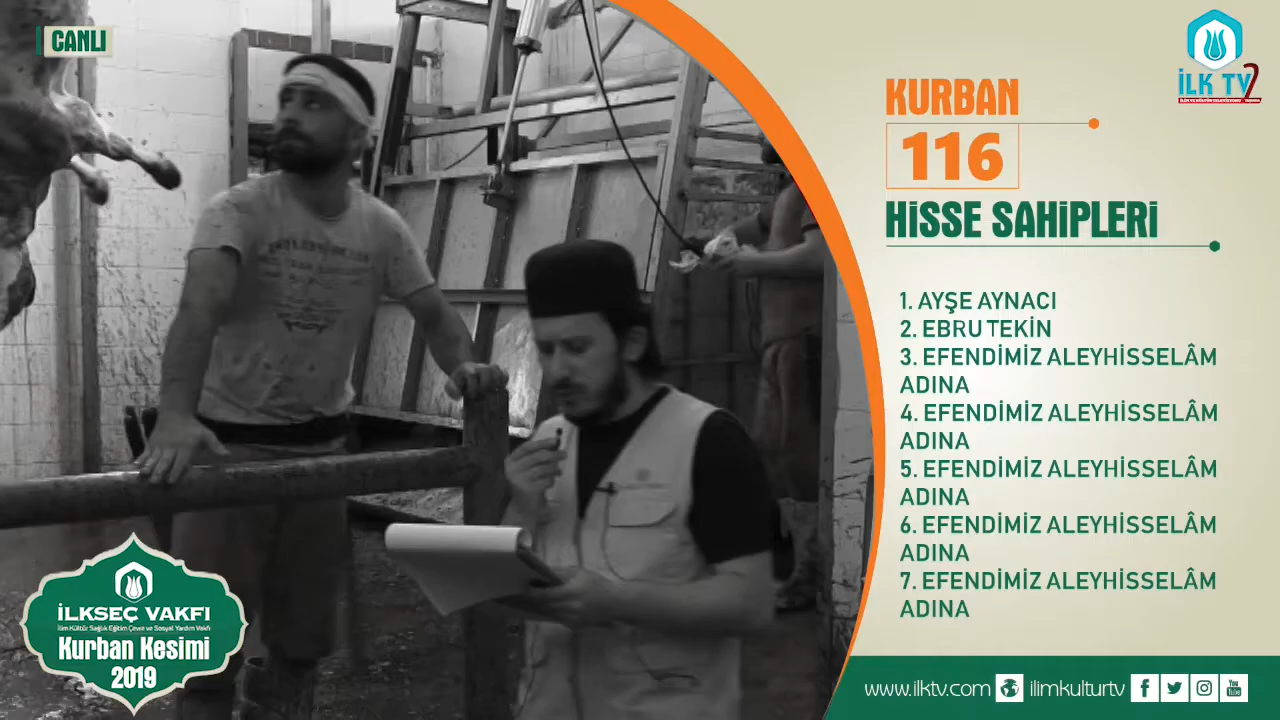 CANLI
İLK TV 2
KURBAN
116
HİSSE SAHİPLERİ
1. AYŞE AYNACI
2. EBRU TEKİN
3. EFENDİMİZ ALEYHİSSELÂM
ADINA
4. EFENDİMİZ ALEYHİSSELÂM
ADINA
5. EFENDİMİZ ALEYHİSSELÂM
ADINA
6. EFENDİMİZ ALEYHİSSELÂM
ADINA
7. EFENDİMİZ ALEYHİSSELÂM
ADINA
İLKSEÇ VAKFI
İlim Kültür Sağlık Eğitim Çevre ve Sosyal Yardım Vakfı
Kurban Kesimi
2019
www.ilktv.com ilimkulturtv
You Tube